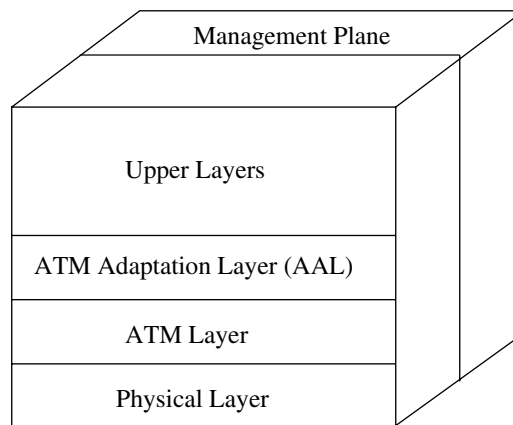 Management Plane
Upper Layers
ATM Adaptation Layer (AAL)
ATM Layer
Physical Layer